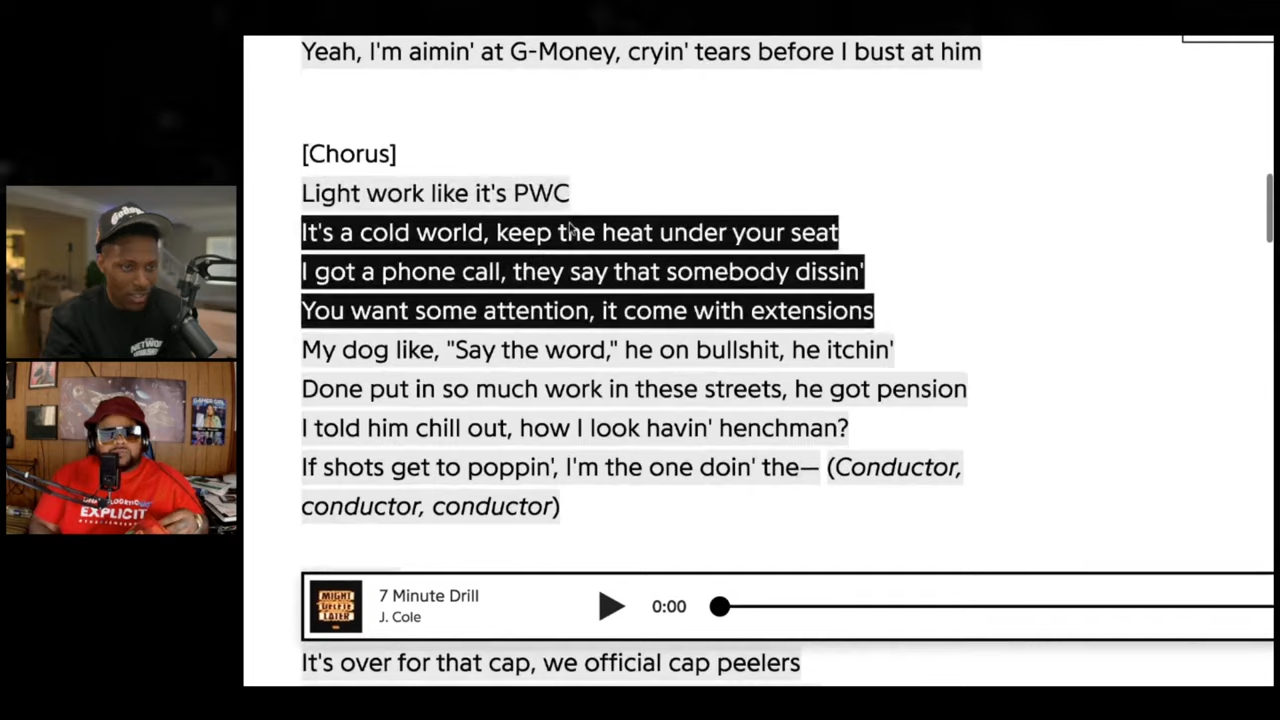 Yeah, I'm aimin' at G-Money, cryin' tears before I bust at him
[Chorus]
Light work like it's PWC
It's a cold world, keep the heat under your seat
I got a phone call, they say that somebody dissin'
You want some attention, it come with extensions
My dog like, "Say the word," he on bullshit, he itchin'
Done put in so much work in these streets, he got pension
I told him chill out, how I look havin' henchman?
If shots get to poppin', I'm the one doin' the— (Conductor,
conductor, conductor)
MIGHT
DELETE
LATER
7 Minute Drill
J. Cole
0:00
It's over for that cap, we official cap peelers
NETWORK
EXPLICIT